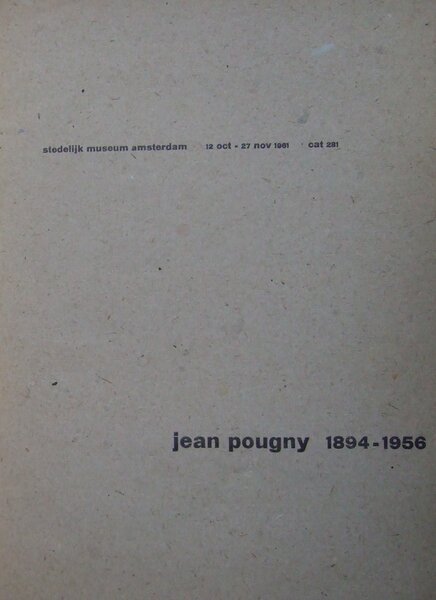 stedelijk museum amsterdam 12 oct - 27 nov 1961 cat 281
jean pougny 1894-1956